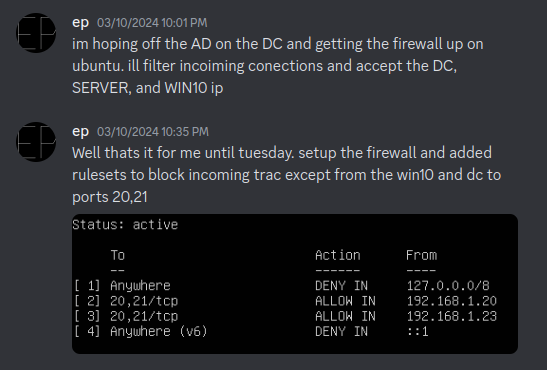 ep 03/10/2024 10:01 PM
im hoping off the AD on the DC and getting the firewall up on
ubuntu. ill filter incoiming conections and accept the DC,
SERVER, and WIN10 ip
ep 03/10/2024 10:35 PM
Well thats it for me until tuesday. setup the firewall and added
rulesets to block incoming trac except from the win10 and dc to
ports 20,21
Status: active
To Action From
-- ------ ----
[ 1] Anywhere DENY IN 127.0.0.0/8
[ 2] 20,21/tcp ALLOW IN 192.168.1.20
[ 3] 20,21/tcp ALLOW IN 192.168.1.23
[ 4] Anywhere (v6) DENY IN ::1